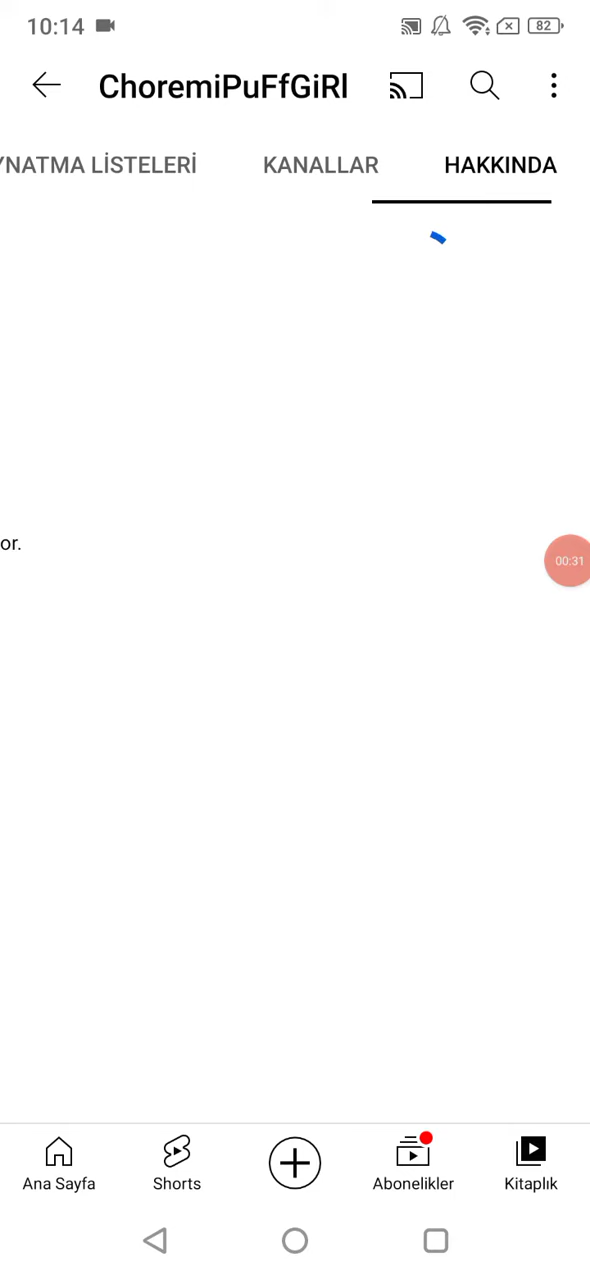 10:14
82
ChoremiPuFfGiRl
YNATMA LİSTELERİ KANALLAR HAKKINDA
or.
00:31
Ana Sayfa Shorts Abonelikler Kitaplık